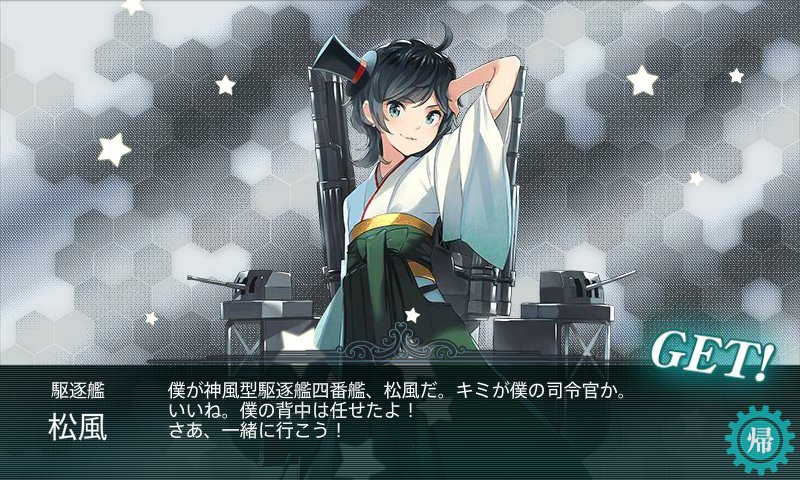 GET!
駆逐艦
松風
僕が神風型駆逐艦四番艦、松風だ。キミが僕の司令官か。
いいね。僕の背中は任せたよ！
さあ、一緒に行こう！
帰